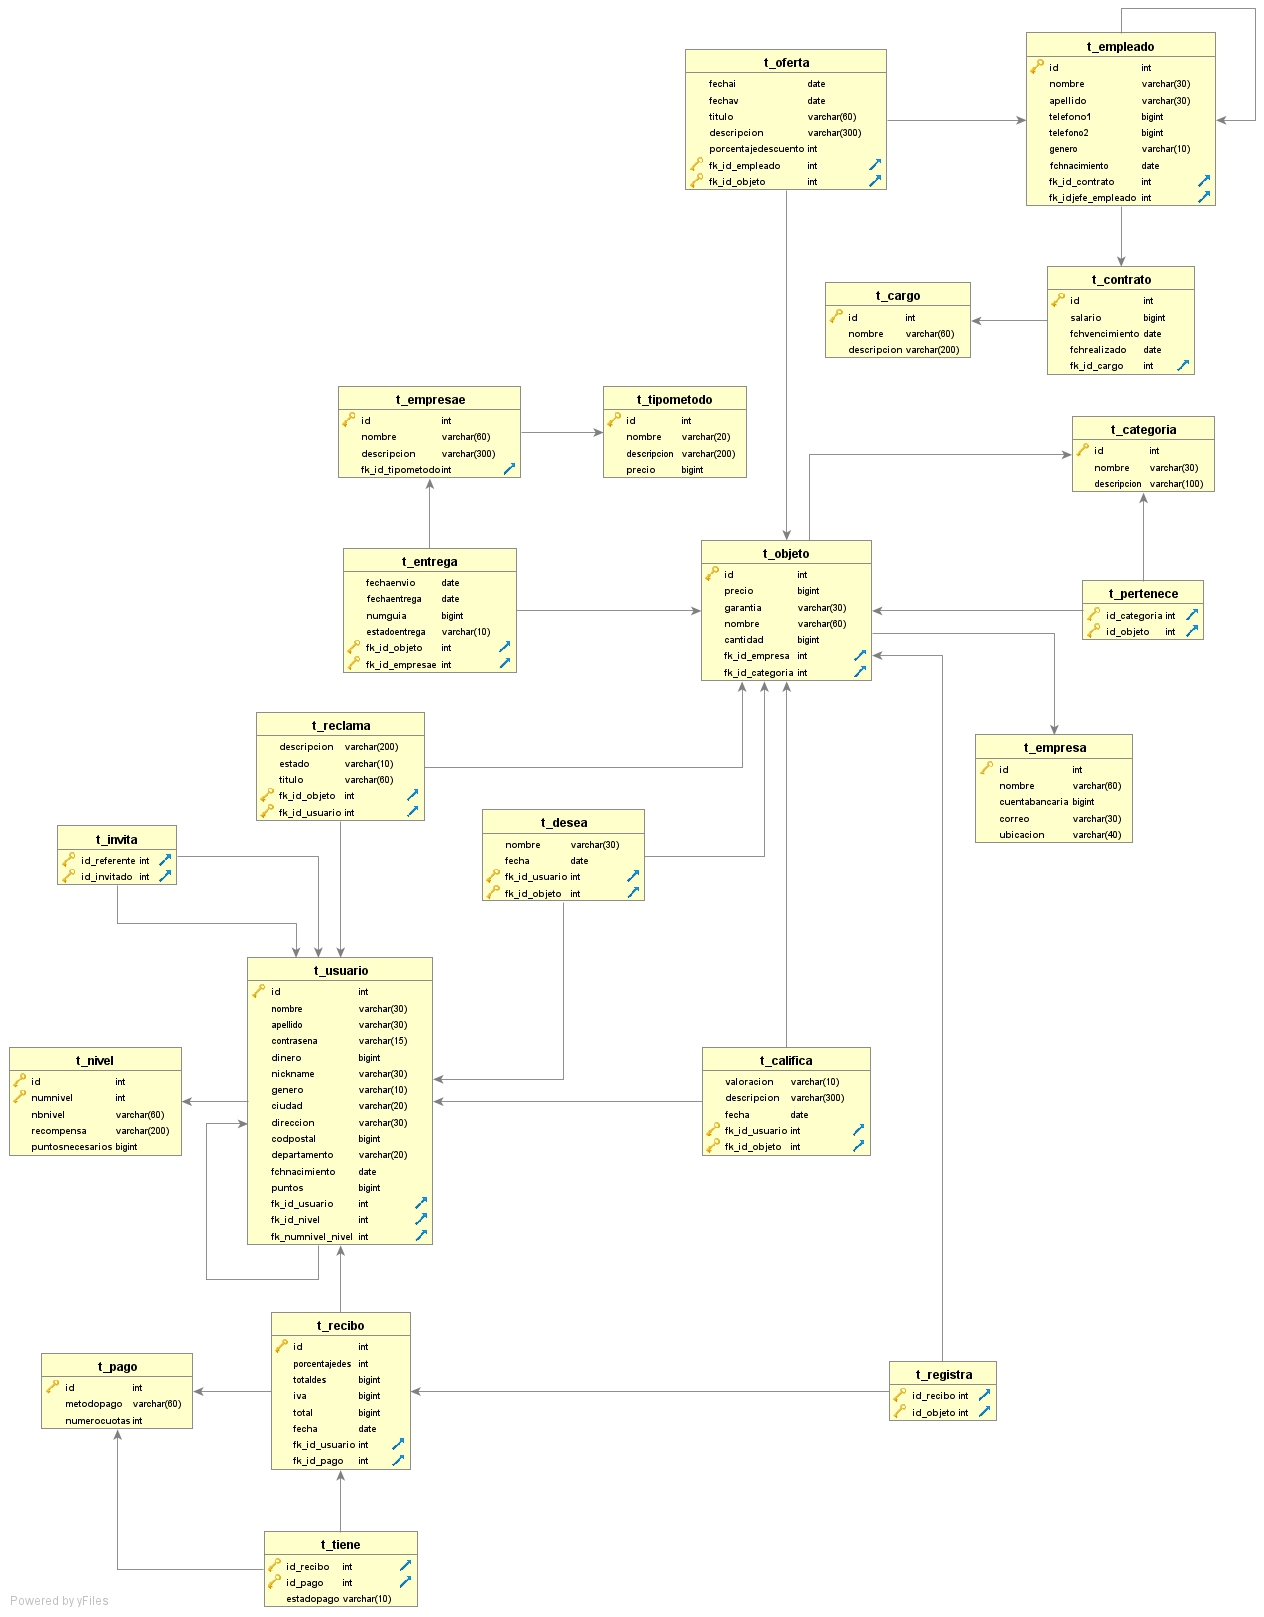 t_empleado
id int
nombre varchar(30)
apellido varchar(30)
telefono1 bigint
telefono2 bigint
genero varchar(10)
fchnacimiento date
fk_id_contrato int
fk_idjefe_empleado int
t_oferta
fechai date
fechav date
titulo varchar(60)
descripcion varchar(300)
porcentajedescuento int
fk_id_empleado int
fk_id_objeto int
t_contrato
id int
salario bigint
fchvencimiento date
fchrealizado date
fk_id_cargo int
t_cargo
id int
nombre varchar(60)
descripcion varchar(200)
t_empresae
id int
nombre varchar(60)
descripcion varchar(300)
fk_id_tipometodo int
t_tipometodo
id int
nombre varchar(20)
descripcion varchar(200)
precio bigint
t_categoria
id int
nombre varchar(30)
descripcion varchar(100)
t_entrega
fechaenvio date
fechaentrega date
numguia bigint
estadoentrega varchar(10)
fk_id_objeto int
fk_id_empresae int
t_objeto
id int
precio bigint
garantia varchar(30)
nombre varchar(60)
cantidad bigint
fk_id_empresa int
fk_id_categoria int
t_pertenece
id_categoria int
id_objeto int
t_reclama
descripcion varchar(200)
estado varchar(10)
titulo varchar(60)
fk_id_objeto int
fk_id_usuario int
t_empresa
id int
nombre varchar(60)
cuentabancaria bigint
correo varchar(30)
ubicacion varchar(40)
t_desea
nombre varchar(30)
fecha date
fk_id_usuario int
fk_id_objeto int
t_invita
id_referente int
id_invitado int
t_usuario
id int
nombre varchar(30)
apellido varchar(30)
contrasena varchar(15)
dinero bigint
nickname varchar(30)
genero varchar(10)
ciudad varchar(20)
direccion varchar(30)
codpostal bigint
departamento varchar(20)
fchnacimiento date
puntos bigint
fk_id_usuario int
fk_id_nivel int
fk_numnivel_nivel int
t_nivel
id int
numnivel int
nbnivel varchar(60)
recompensa varchar(200)
puntosnecesarios bigint
t_califica
valoracion varchar(10)
descripcion varchar(300)
fecha date
fk_id_usuario int
fk_id_objeto int
t_recibo
id int
porcentajedes int
totaldes bigint
iva bigint
total bigint
fecha date
fk_id_usuario int
fk_id_pago int
t_pago
id int
metodopago varchar(60)
numerocuotas int
t_registra
id_recibo int
id_objeto int
t_tiene
id_recibo int
id_pago int
estadopago varchar(10)
Powered by yFiles